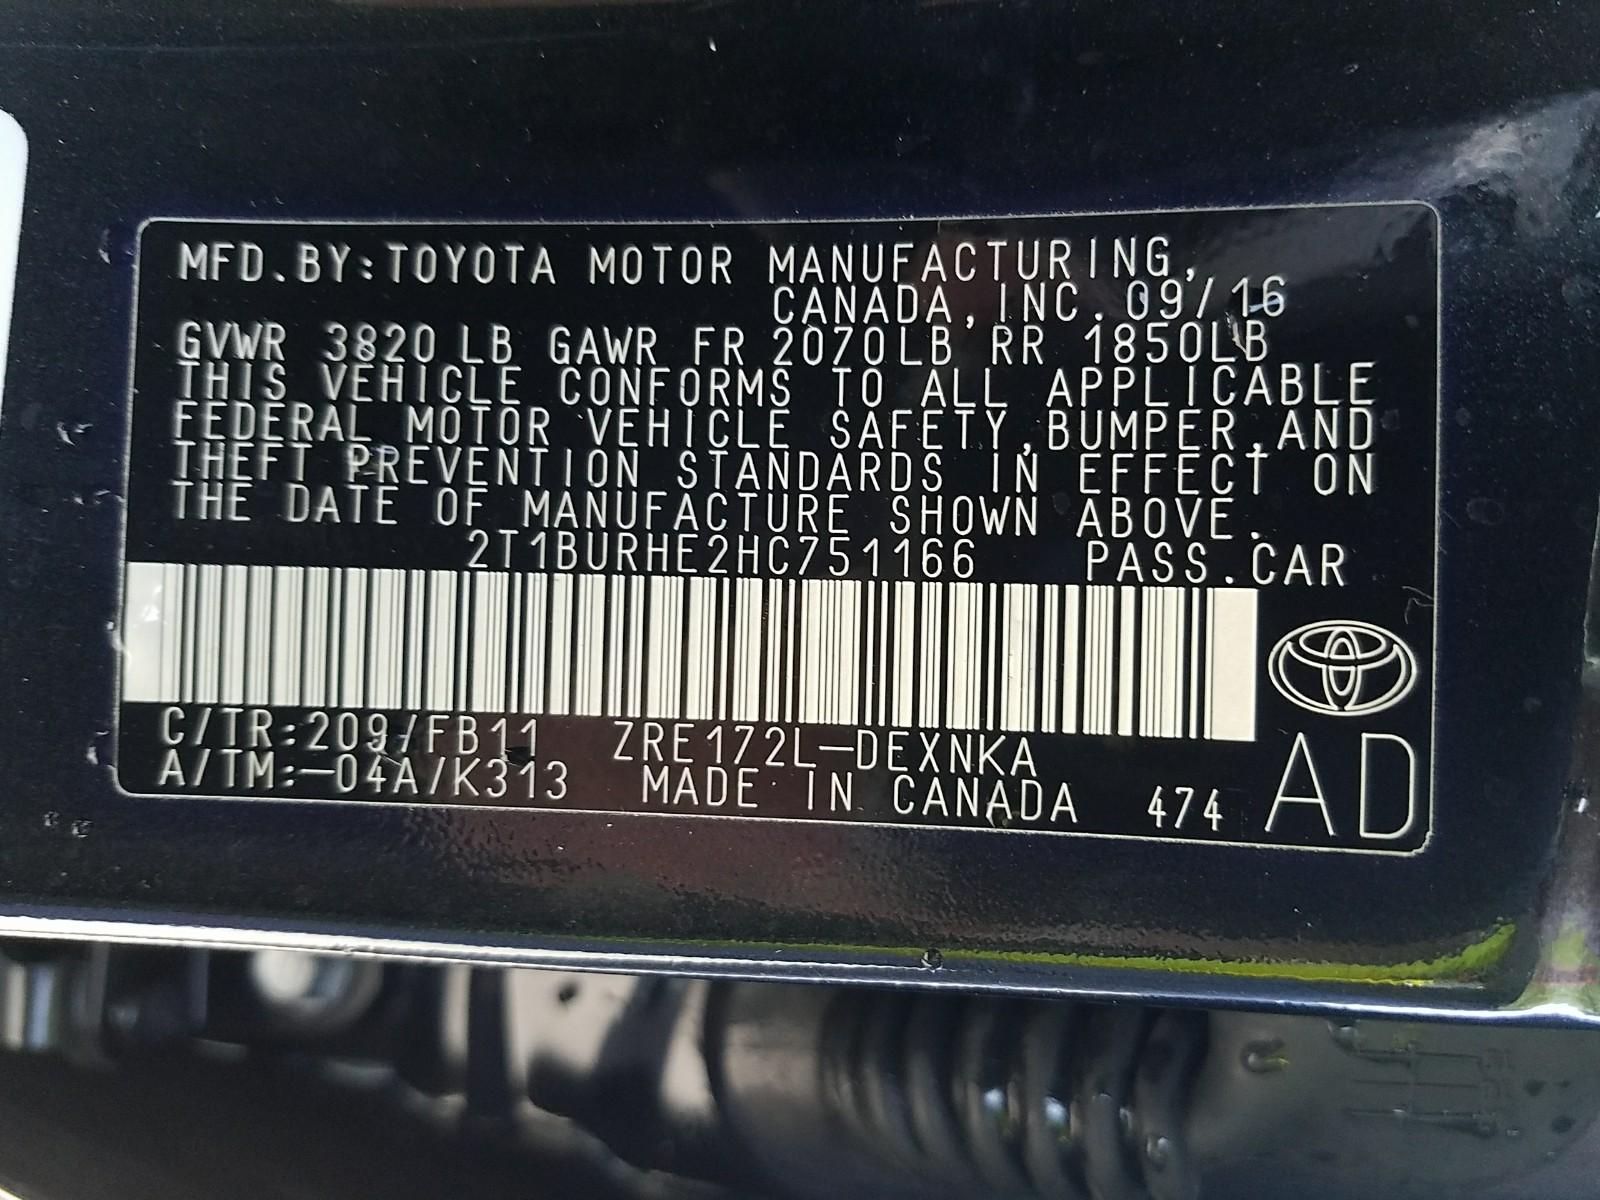 MFD.BY:TOYOTA MOTOR MANUFACTURING,
CANADA,INC. 09/16
GVWR 3820 LB GAWR FR 2070LB RR 1850LB
THIS VEHICLE CONFORMS TO ALL APPLICABLE
FEDERAL MOTOR VEHICLE SAFETY,BUMPER,AND
THEFT PREVENTION STANDARDS IN EFFECT ON
THE DATE OF MANUFACTURE SHOWN ABOVE.
2T1BURHE2HC751166 PASS.CAR
C/TR:209/FB11 ZRE172L-DEXNKA
A/TM:-04A/K313 MADE IN CANADA 474 AD